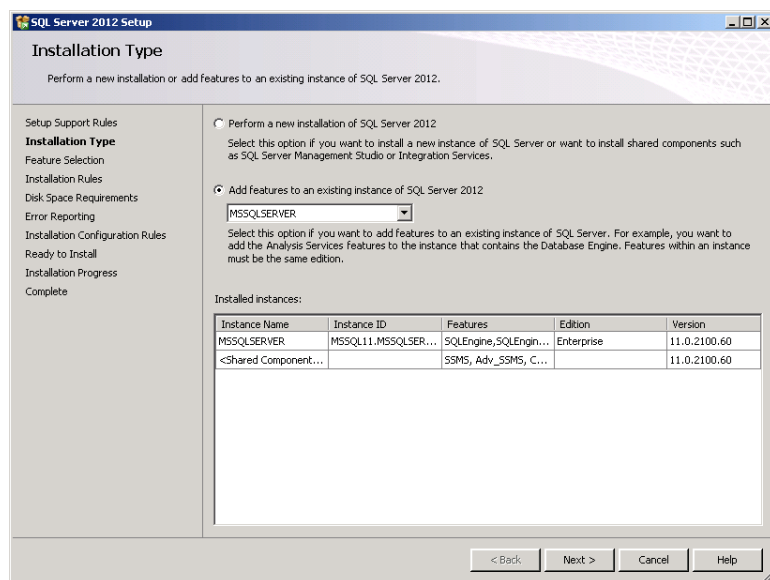 SQL Server 2012 Setup
Installation Type
Perform a new installation or add features to an existing instance of SQL Server 2012.
Setup Support Rules
Installation Type
Feature Selection
Installation Rules
Disk Space Requirements
Error Reporting
Installation Configuration Rules
Ready to Install
Installation Progress
Complete
Perform a new installation of SQL Server 2012
Select this option if you want to install a new instance of SQL Server or want to install shared components such
as SQL Server Management Studio or Integration Services.
Add features to an existing instance of SQL Server 2012
MSSQLSERVER
Select this option if you want to add features to an existing instance of SQL Server. For example, you want to
add the Analysis Services features to the instance that contains the Database Engine. Features within an instance
must be the same edition.
Installed instances:
Instance Name Instance ID Features Edition Version
MSSQLSERVER MSSQL11.MSSQLSER... SQLEngine,SQLEngin... Enterprise 11.0.2100.60
<Shared Component... SSMS, Adv_SSMS, C... 11.0.2100.60
< Back Next > Cancel Help